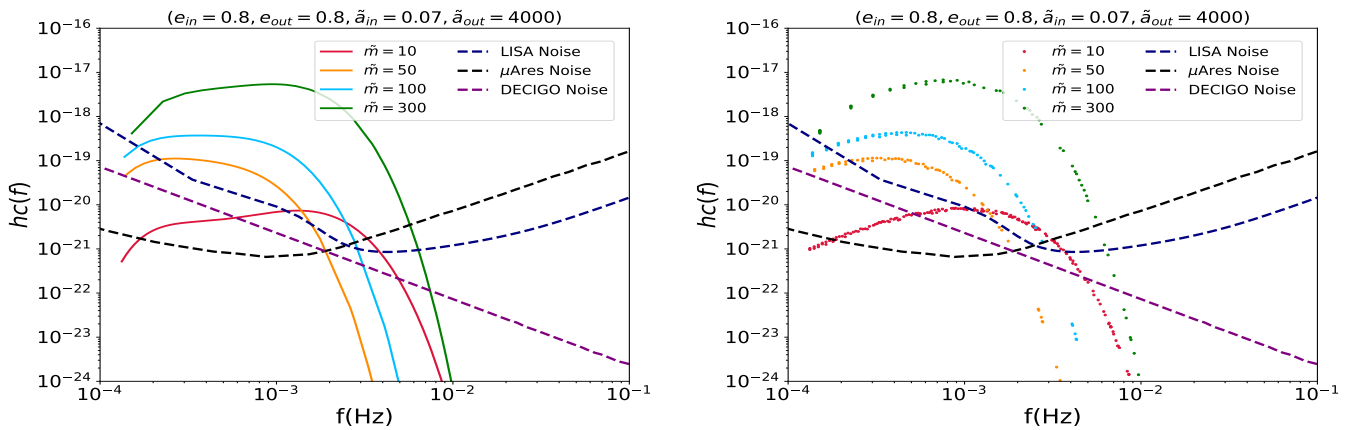 (e_in = 0.8, e_out = 0.8, ã_in = 0.07, ã_out = 4000)
10⁻¹⁶
10⁻¹⁷
10⁻¹⁸
10⁻¹⁹
10⁻²⁰
10⁻²¹
10⁻²²
10⁻²³
10⁻²⁴
hc(f)
m̃ = 10
m̃ = 50
m̃ = 100
m̃ = 300
LISA Noise
μAres Noise
DECIGO Noise
10⁻⁴ 10⁻³ 10⁻² 10⁻¹
f(Hz)
(e_in = 0.8, e_out = 0.8, ã_in = 0.07, ã_out = 4000)
10⁻¹⁶
10⁻¹⁷
10⁻¹⁸
10⁻¹⁹
10⁻²⁰
10⁻²¹
10⁻²²
10⁻²³
10⁻²⁴
hc(f)
m̃ = 10
m̃ = 50
m̃ = 100
m̃ = 300
LISA Noise
μAres Noise
DECIGO Noise
10⁻⁴ 10⁻³ 10⁻² 10⁻¹
f(Hz)